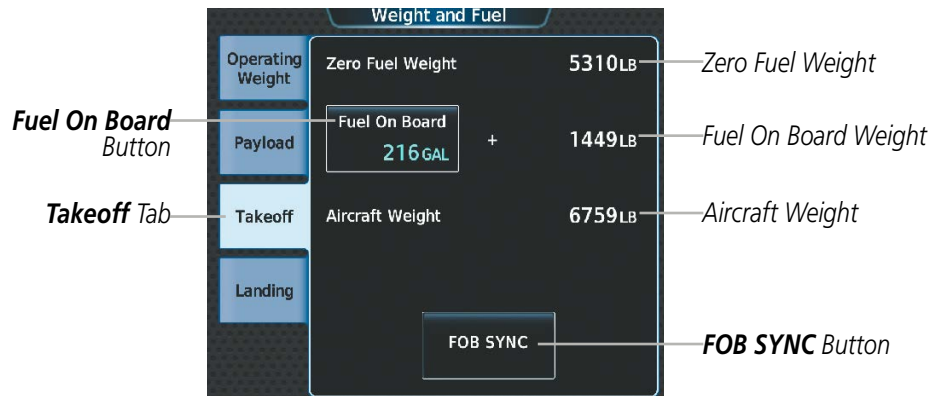 Weight and Fuel
Operating
Weight
Zero Fuel Weight
5310LB
Zero Fuel Weight
Fuel On Board
Button
Payload
Fuel On Board
216 GAL
+
1449LB
Fuel On Board Weight
Takeoff Tab
Takeoff
Aircraft Weight
6759LB
Aircraft Weight
Landing
FOB SYNC
FOB SYNC Button